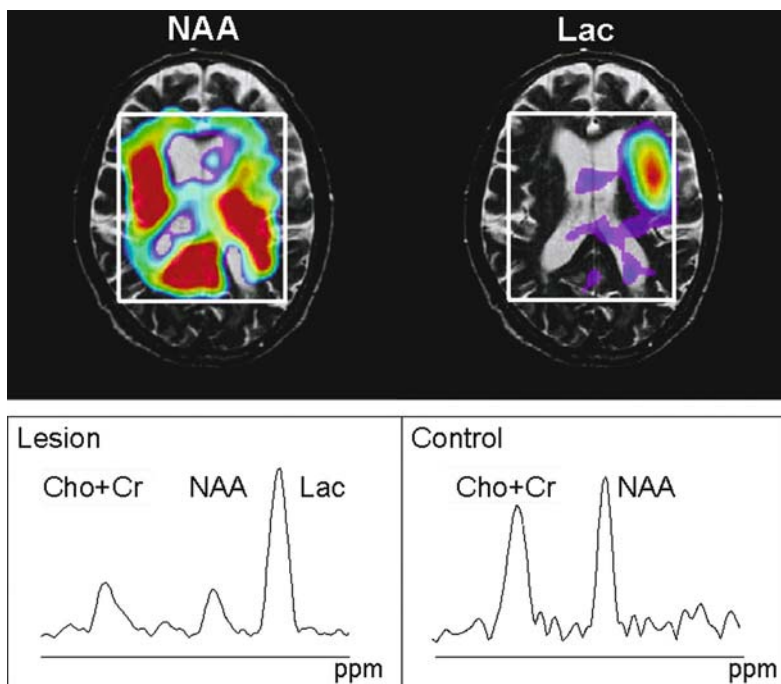 NAA Lac
Lesion
Cho+Cr NAA Lac
ppm
Control
Cho+Cr NAA
ppm